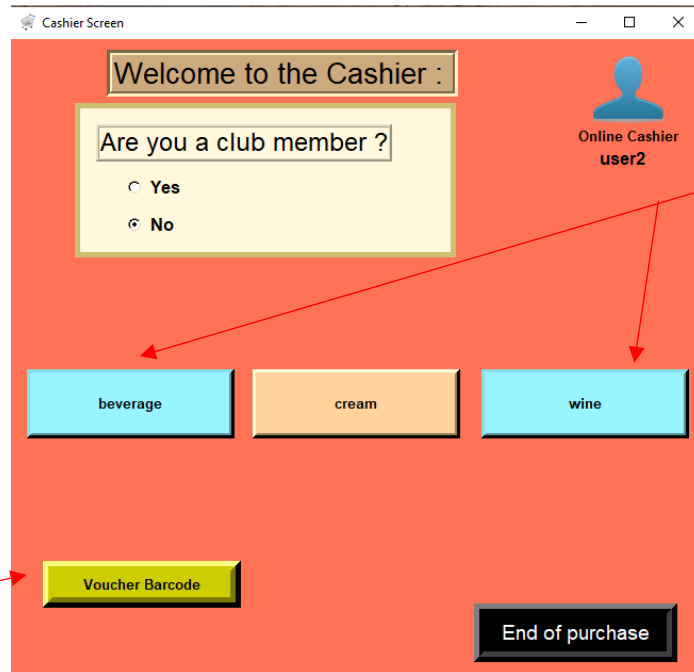 Cashier Screen
Welcome to the Cashier :
Are you a club member ?
Yes
No
Online Cashier
user2
beverage
cream
wine
Voucher Barcode
End of purchase